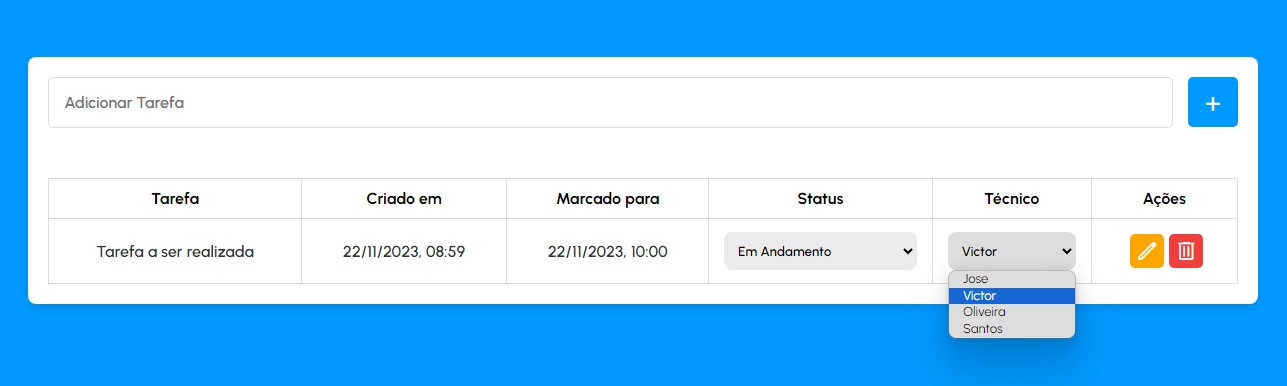 Adicionar Tarefa +
Tarefa Criado em Marcado para Status Técnico Ações
Tarefa a ser realizada 22/11/2023, 08:59 22/11/2023, 10:00 Em Andamento Victor
Jose
Victor
Oliveira
Santos